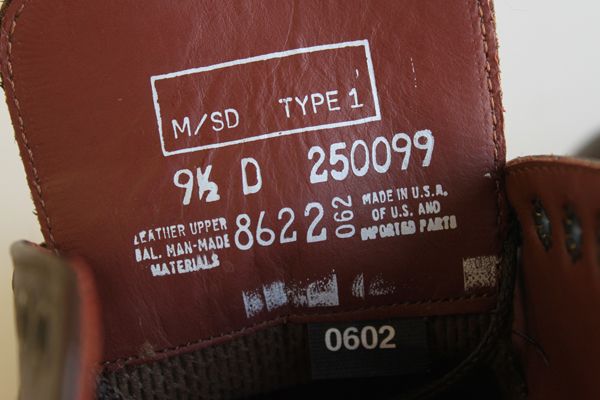 M/SD TYPE 1
9½ D 250099
LEATHER UPPER
BAL. MAN-MADE
MATERIALS
8622 062
MADE IN U.S.A.
OF U.S. AND
IMPORTED PARTS
0602